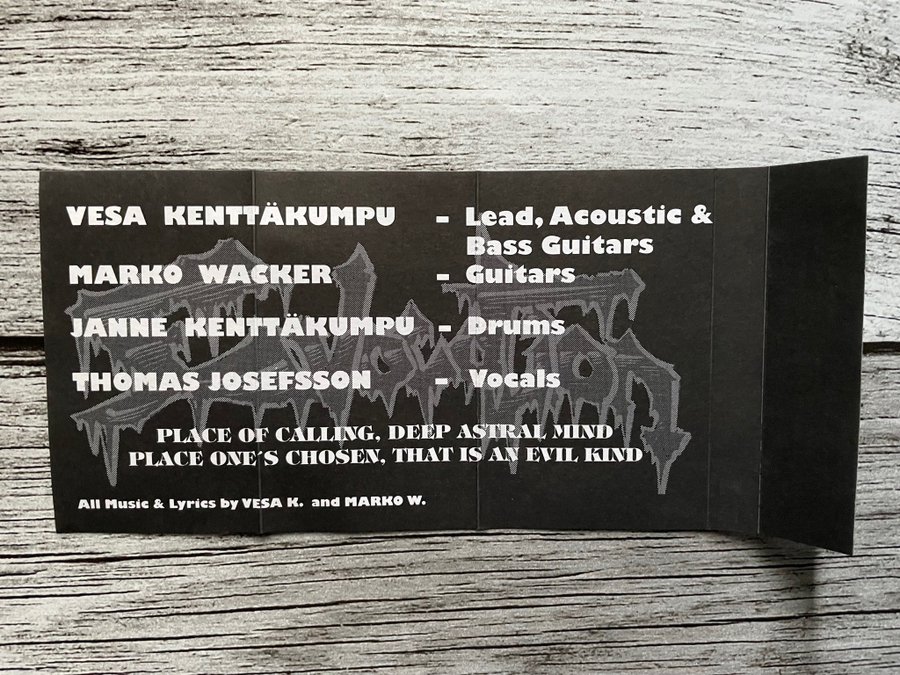 VESA KENTTÄKUMPU - Lead, Acoustic &
Bass Guitars
MARKO WACKER - Guitars
JANNE KENTTÄKUMPU - Drums
THOMAS JOSEFSSON - Vocals
PLACE OF CALLING, DEEP ASTRAL MIND
PLACE ONE´S CHOSEN, THAT IS AN EVIL KIND
All Music & Lyrics by VESA K. and MARKO W.